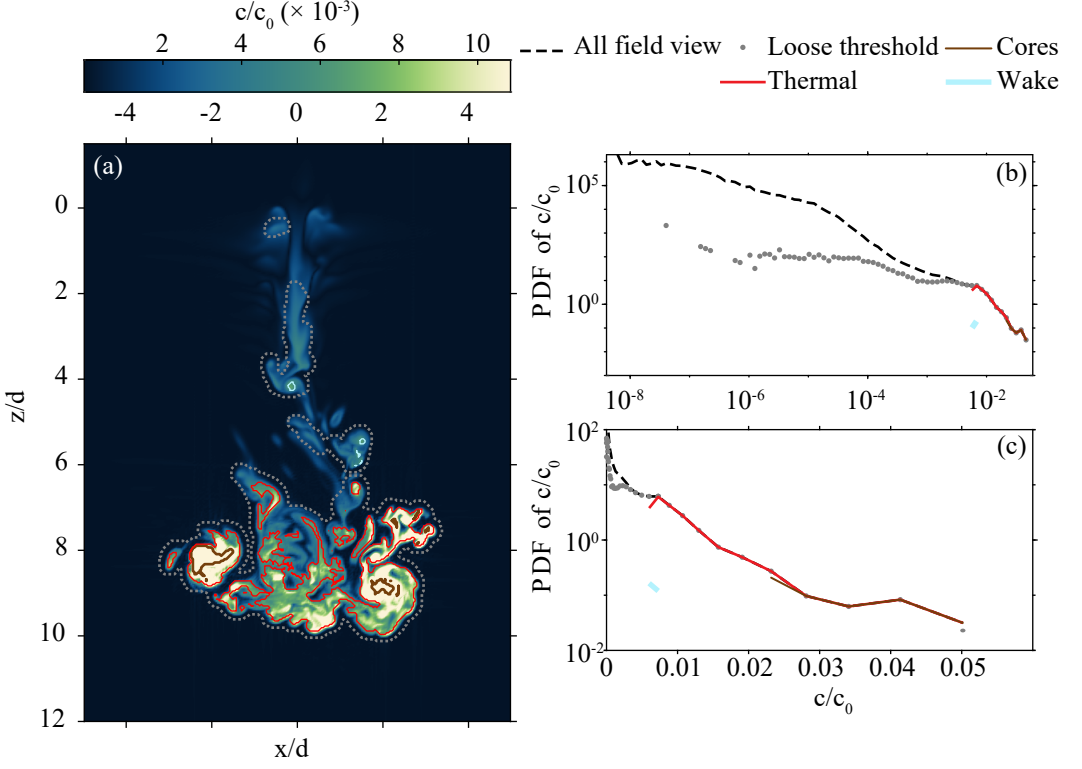 c/c₀ (× 10⁻³)
2 4 6 8 10
-4 -2 0 2 4
All field view Loose threshold Cores
Thermal Wake
(a)
0
2
4
6
8
10
12
z/d
x/d
(b)
10⁵
10⁰
PDF of c/c₀
10⁻⁸ 10⁻⁶ 10⁻⁴ 10⁻²
(c)
10²
10⁰
10⁻²
PDF of c/c₀
0 0.01 0.02 0.03 0.04 0.05
c/c₀